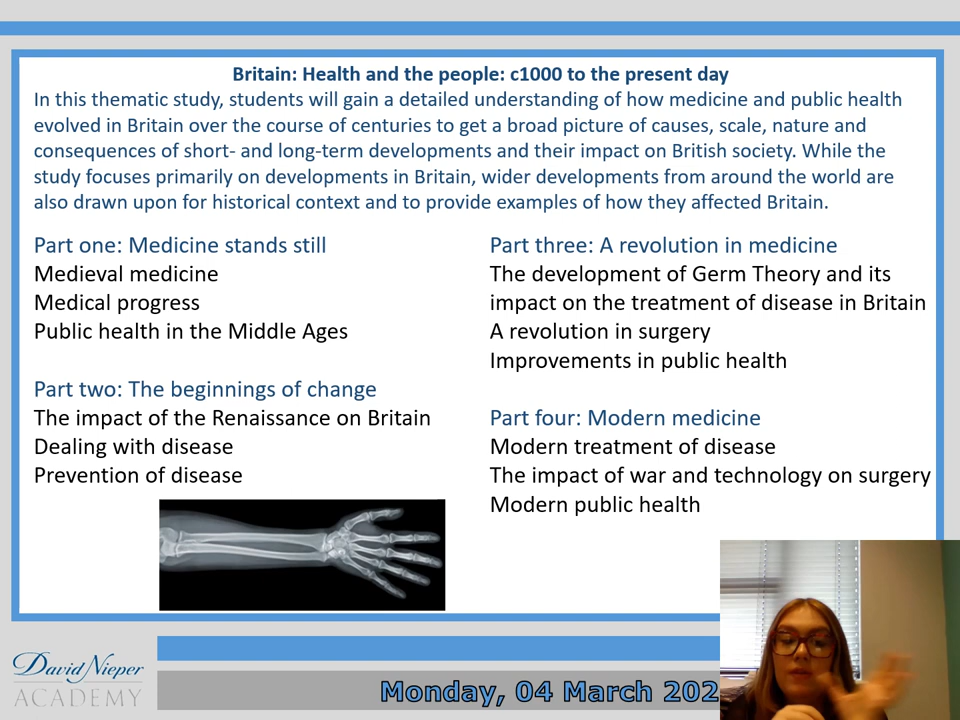 Britain: Health and the people: c1000 to the present day
In this thematic study, students will gain a detailed understanding of how medicine and public health
evolved in Britain over the course of centuries to get a broad picture of causes, scale, nature and
consequences of short- and long-term developments and their impact on British society. While the
study focuses primarily on developments in Britain, wider developments from around the world are
also drawn upon for historical context and to provide examples of how they affected Britain.
Part one: Medicine stands still
Medieval medicine
Medical progress
Public health in the Middle Ages
Part two: The beginnings of change
The impact of the Renaissance on Britain
Dealing with disease
Prevention of disease
Part three: A revolution in medicine
The development of Germ Theory and its
impact on the treatment of disease in Britain
A revolution in surgery
Improvements in public health
Part four: Modern medicine
Modern treatment of disease
The impact of war and technology on surgery
Modern public health
David Nieper
ACADEMY
Monday, 04 March 202